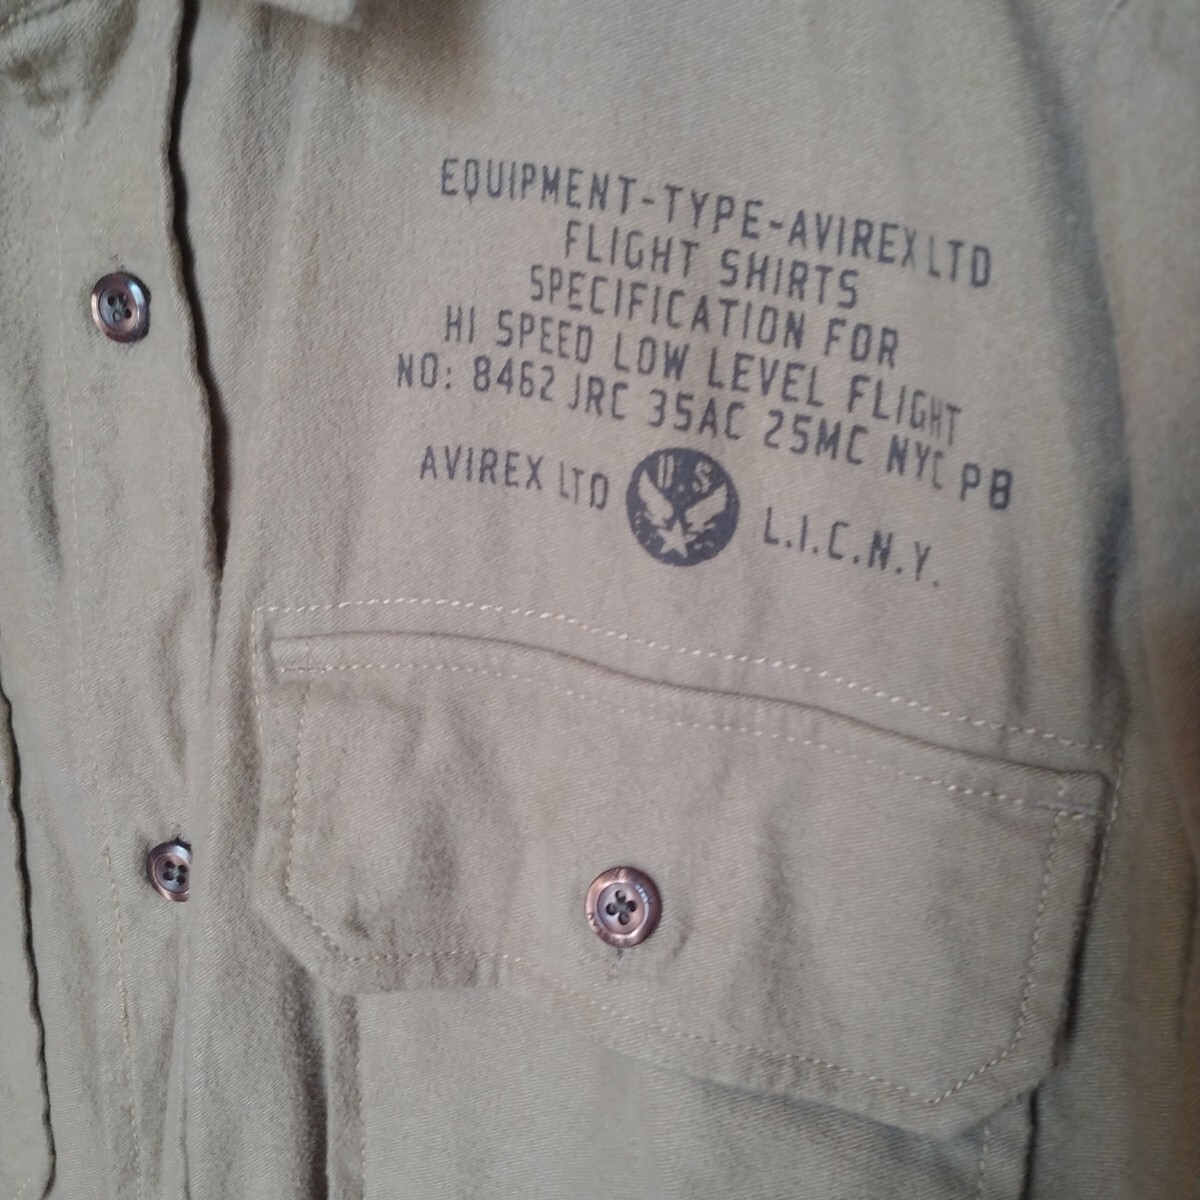 EQUIPMENT-TYPE-AVIREX LTD
FLIGHT SHIRTS
SPECIFICATION FOR
HI SPEED LOW LEVEL FLIGHT
NO: 8462 JRC 35AC 25MC NYC PB
AVIREX LTD U.S L.I.C.N.Y.